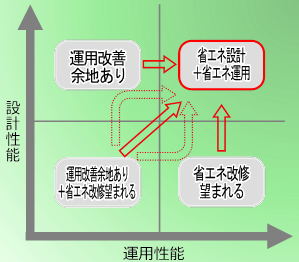 運用改善
余地あり
省エネ設計
＋省エネ運用
設計性能
運用改善余地あり
＋省エネ改修望まれる
省エネ改修
望まれる
運用性能